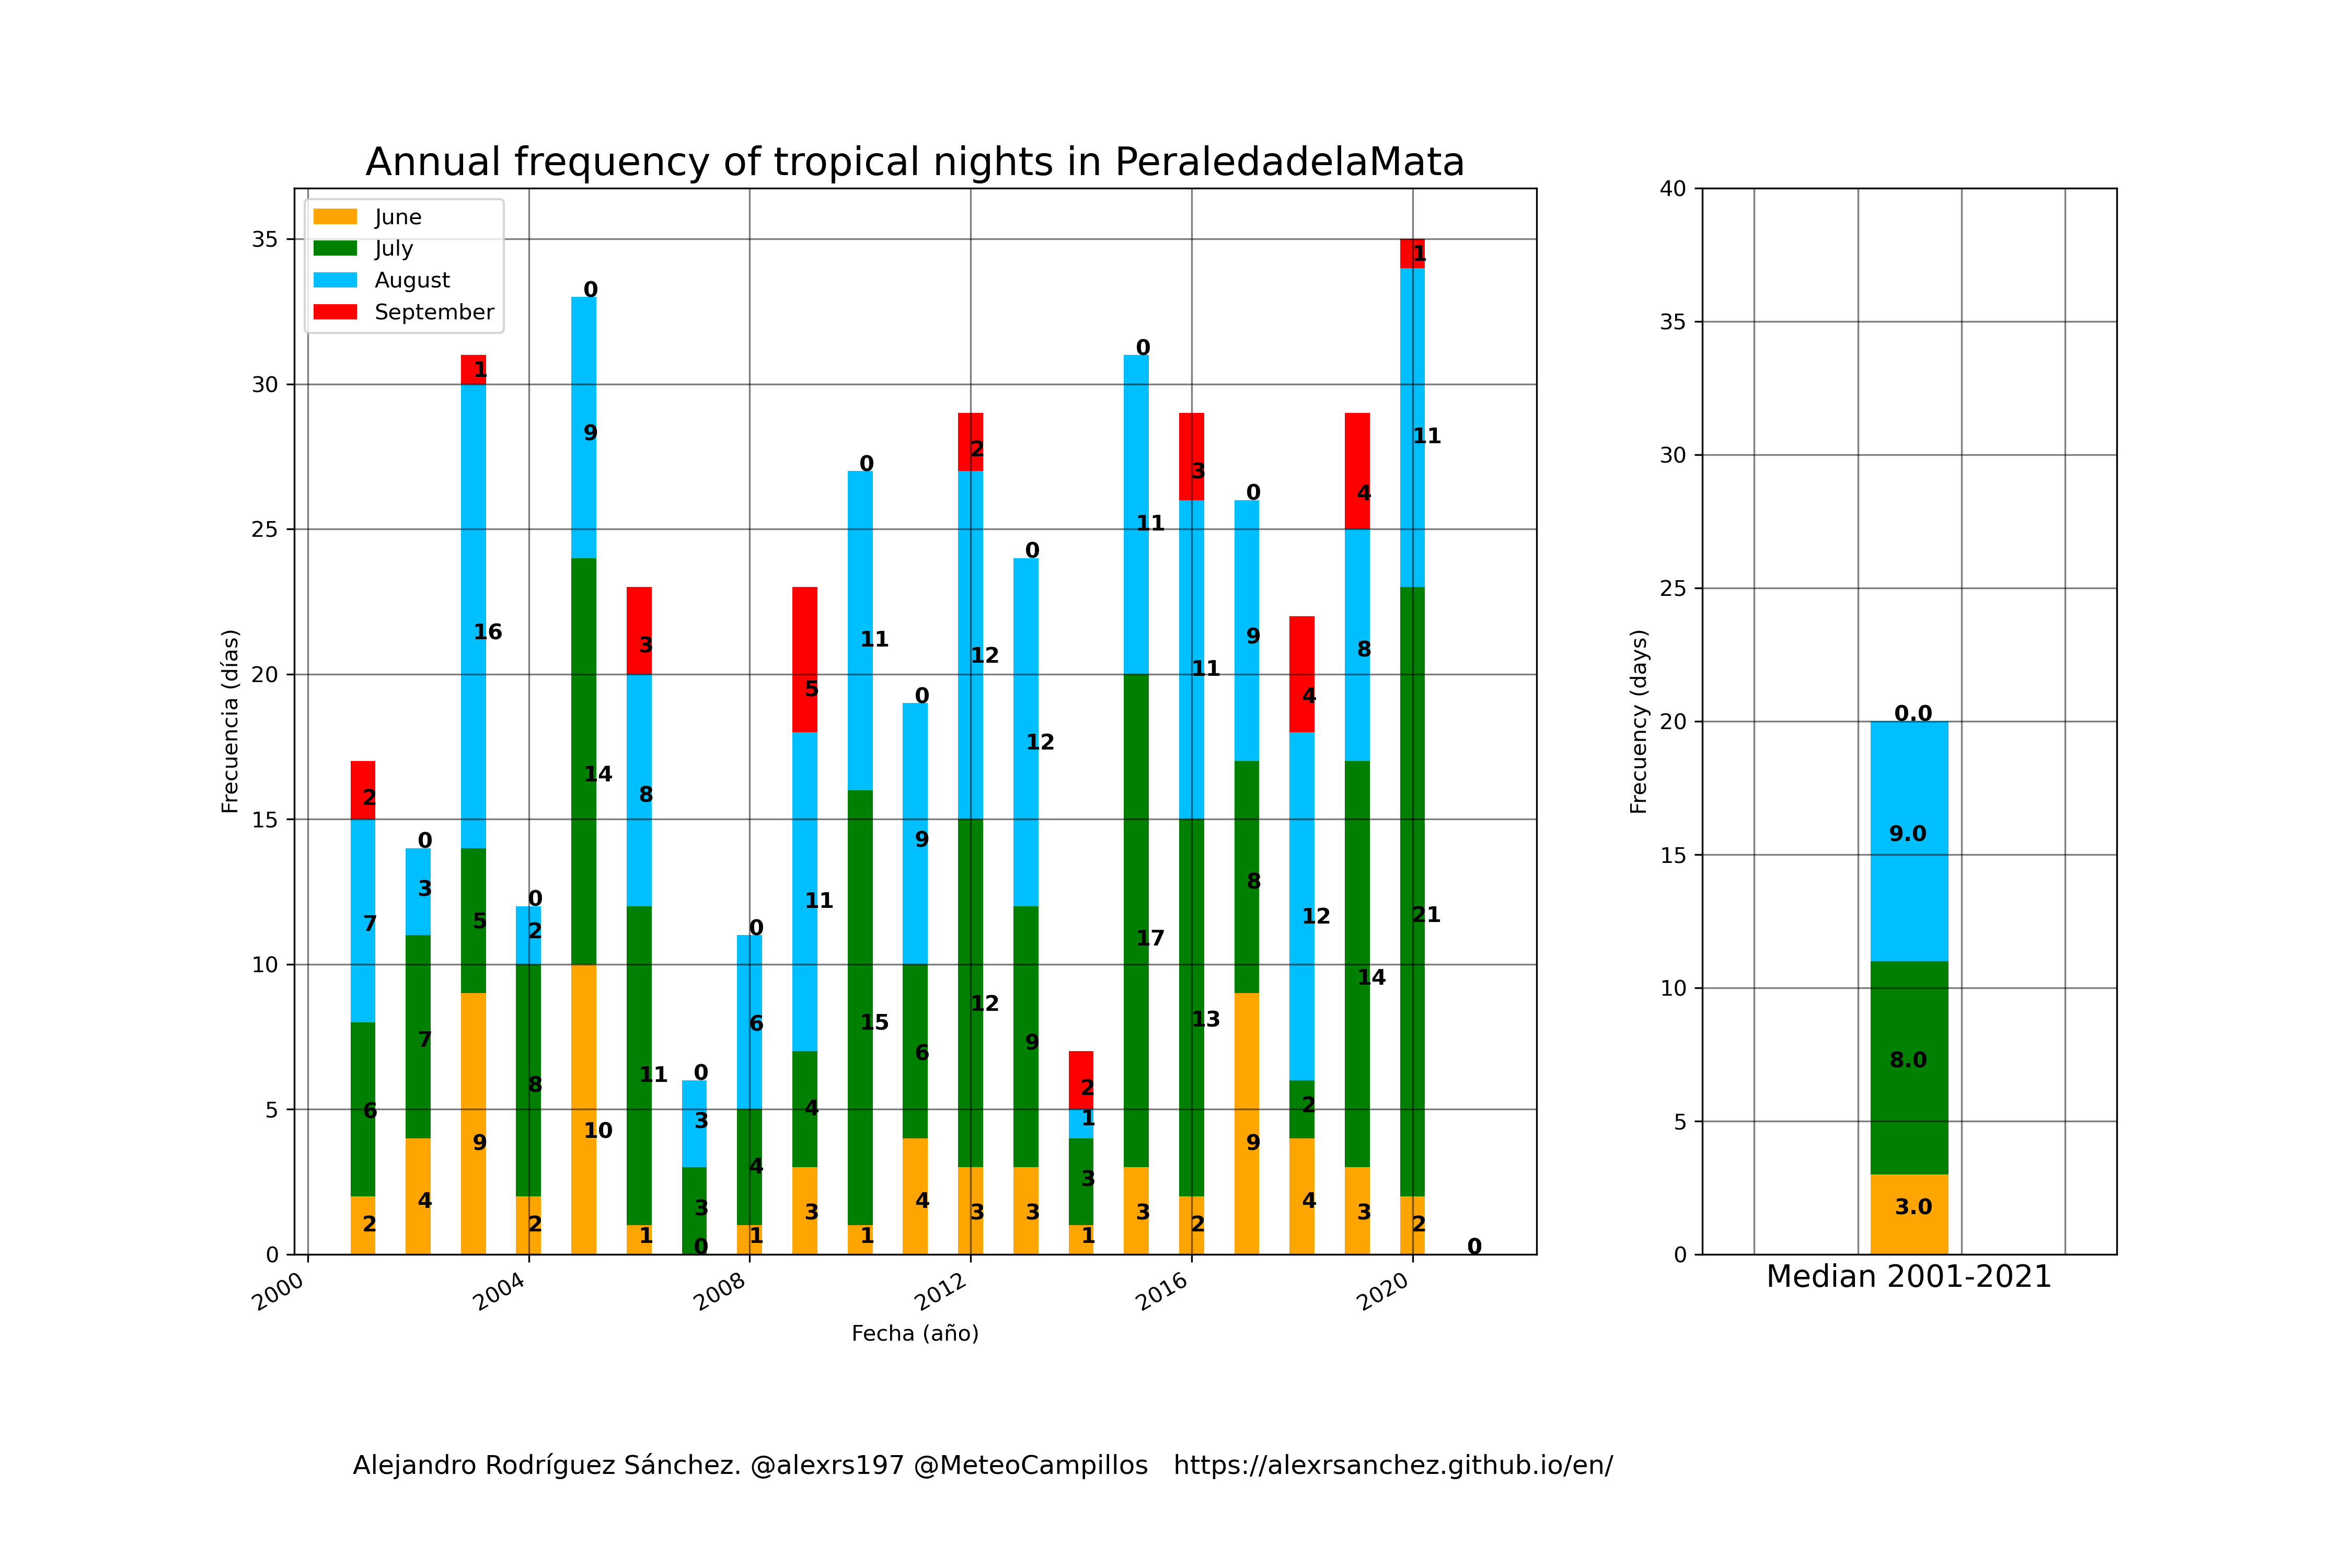 Annual frequency of tropical nights in PeraledadelaMata
June
July
August
September
Frecuencia (días)
35
30
25
20
15
10
5
0
2 6 7 2
4 7 3 0
9 5 16 1
2 8 2 0
10 14 9 0
1 11 8 3
0 3 3 0
1 4 6 0
3 4 11 5
1 15 11 0
4 6 9 0
3 12 12 2
3 9 12 0
1 3 1 2
3 17 11 0
2 13 11 3
9 8 9 0
4 2 12 4
3 14 8 4
2 21 11 1
0
2000 2004 2008 2012 2016 2020
Fecha (año)
Frecuency (days)
40
35
30
25
20
15
10
5
0
0.0
9.0
8.0
3.0
Median 2001-2021
Alejandro Rodríguez Sánchez. @alexrs197 @MeteoCampillos https://alexrsanchez.github.io/en/